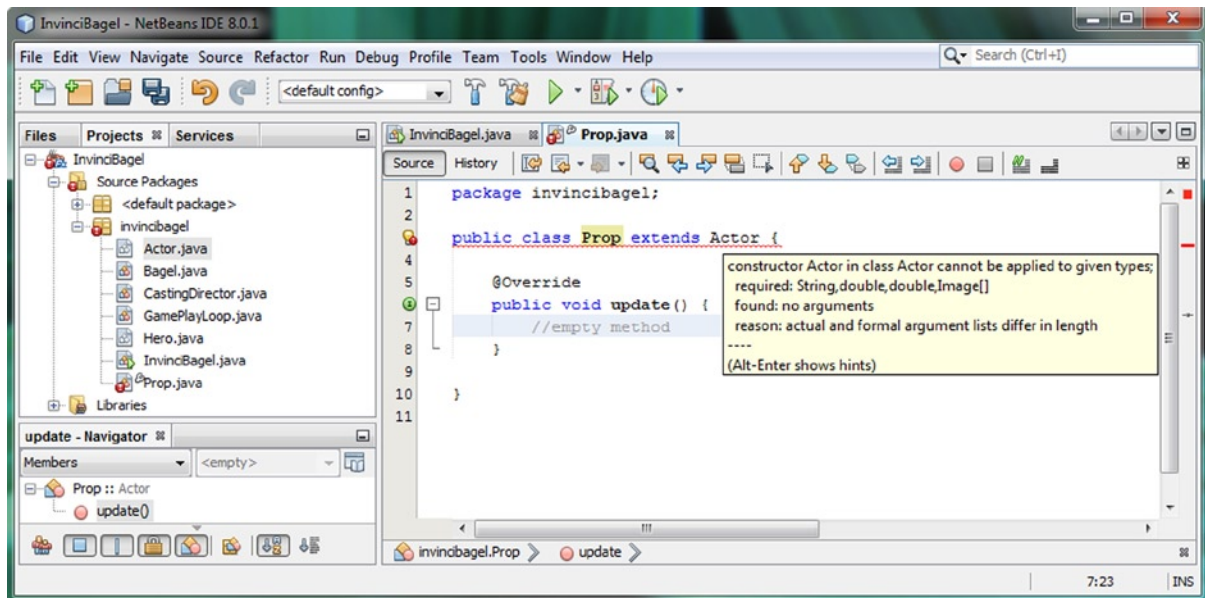 InvinciBagel - NetBeans IDE 8.0.1
File Edit View Navigate Source Refactor Run Debug Profile Team Tools Window Help
Search (Ctrl+I)
<default config>
Files Projects Services
InvinciBagel
Source Packages
<default package>
invincibagel
Actor.java
Bagel.java
CastingDirector.java
GamePlayLoop.java
Hero.java
InvinciBagel.java
Prop.java
Libraries
update - Navigator
Members <empty>
Prop :: Actor
update()
InvinciBagel.java Prop.java
Source History
1 package invincibagel;
2
public class Prop extends Actor {
4
5 @Override
public void update() {
7 //empty method
8 }
9
10 }
11
constructor Actor in class Actor cannot be applied to given types;
required: String,double,double,Image[]
found: no arguments
reason: actual and formal argument lists differ in length
----
(Alt-Enter shows hints)
invincibagel.Prop update
7:23 INS